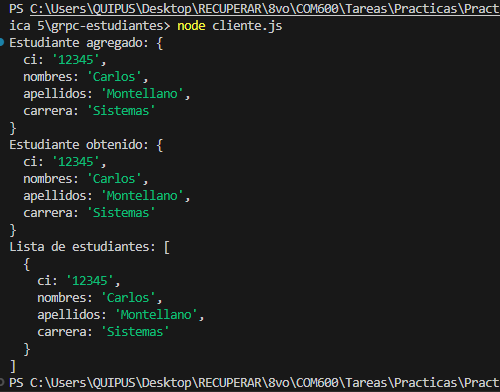 PS C:\Users\QUIPUS\Desktop\RECUPERAR\8vo\COM600\Tareas\Practicas\Pract
ica 5\grpc-estudiantes> node cliente.js
Estudiante agregado: {
  ci: '12345',
  nombres: 'Carlos',
  apellidos: 'Montellano',
  carrera: 'Sistemas'
}
Estudiante obtenido: {
  ci: '12345',
  nombres: 'Carlos',
  apellidos: 'Montellano',
  carrera: 'Sistemas'
}
Lista de estudiantes: [
  {
    ci: '12345',
    nombres: 'Carlos',
    apellidos: 'Montellano',
    carrera: 'Sistemas'
  }
]
PS C:\Users\QUIPUS\Desktop\RECUPERAR\8vo\COM600\Tareas\Practicas\Pract